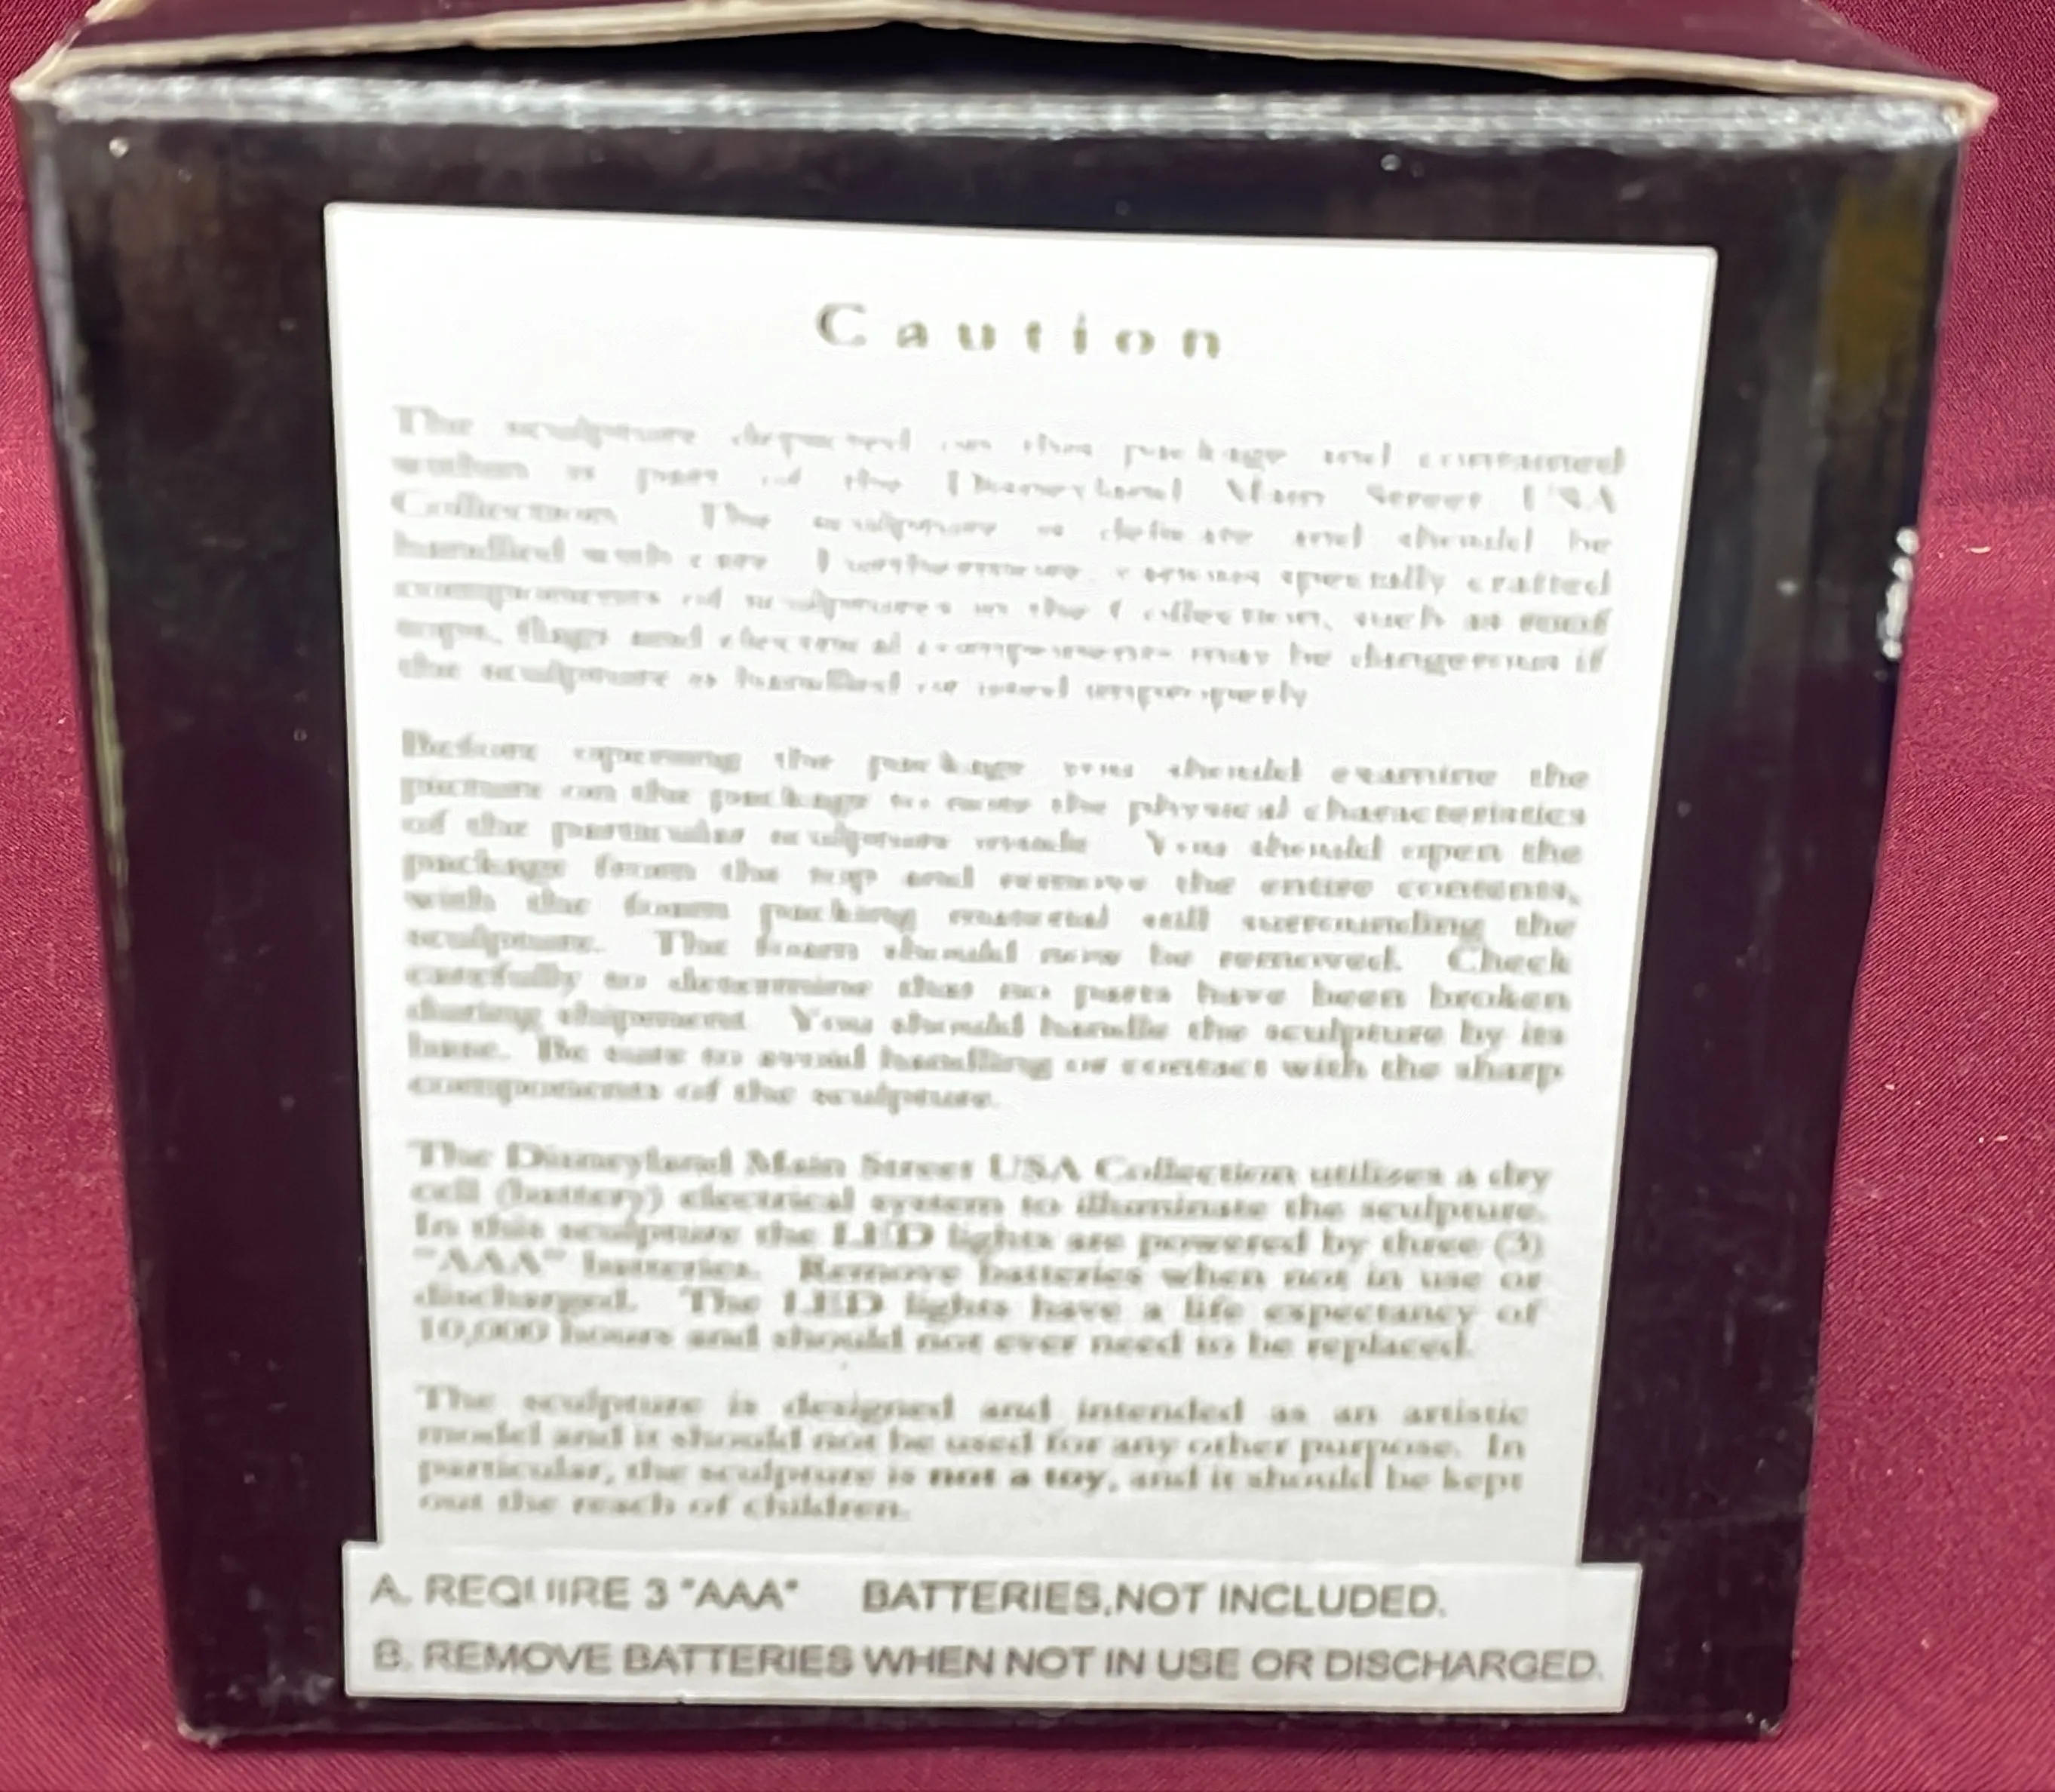 Caution
The sculpture depicted on this package and contained
within is part of the Disneyland Main Street USA
Collection. The sculpture is delicate and should be
handled with care. Furthermore, certain specially crafted
components of sculptures in the Collection, such as roof
tops, flags and electrical components may be dangerous if
the sculpture is handled or used improperly
Before opening the package you should examine the
picture on the package to note the physical characteristics
of the particular sculpture inside. You should open the
package from the top and remove the entire contents,
with the foam packing material still surrounding the
sculpture. The foam should now be removed. Check
carefully to determine that no parts have been broken
during shipment. You should handle the sculpture by its
base. Be sure to avoid handling or contact with the sharp
components of the sculpture.
The Disneyland Main Street USA Collection utilizes a dry
cell (battery) electrical system to illuminate the sculpture.
In this sculpture the LED lights are powered by three (3)
"AAA" batteries. Remove batteries when not in use or
discharged. The LED lights have a life expectancy of
10,000 hours and should not ever need to be replaced.
The sculpture is designed and intended as an artistic
model and it should not be used for any other purpose. In
particular, the sculpture is not a toy, and it should be kept
out the reach of children.
A. REQUIRE 3 "AAA" BATTERIES,NOT INCLUDED.
B. REMOVE BATTERIES WHEN NOT IN USE OR DISCHARGED.